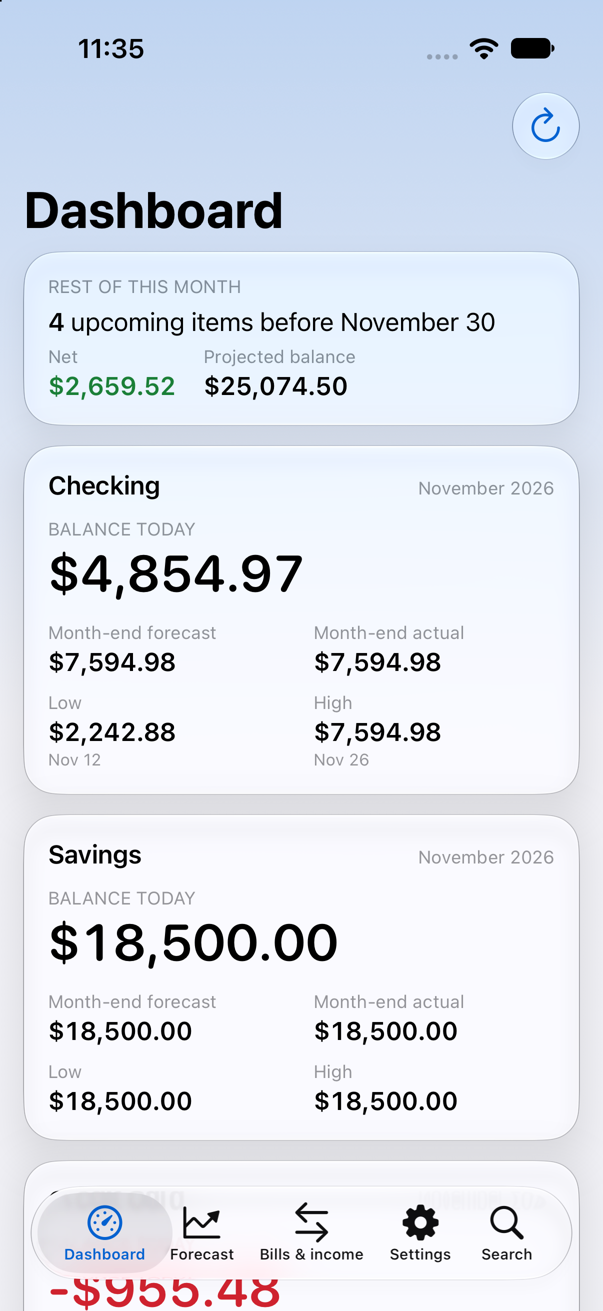 11:35
Dashboard
REST OF THIS MONTH
4 upcoming items before November 30
Net Projected balance
$2,659.52 $25,074.50
Checking November 2026
BALANCE TODAY
$4,854.97
Month-end forecast Month-end actual
$7,594.98 $7,594.98
Low High
$2,242.88 $7,594.98
Nov 12 Nov 26
Savings November 2026
BALANCE TODAY
$18,500.00
Month-end forecast Month-end actual
$18,500.00 $18,500.00
Low High
$18,500.00 $18,500.00
Dashboard Forecast Bills & income Settings Search
-$955.48